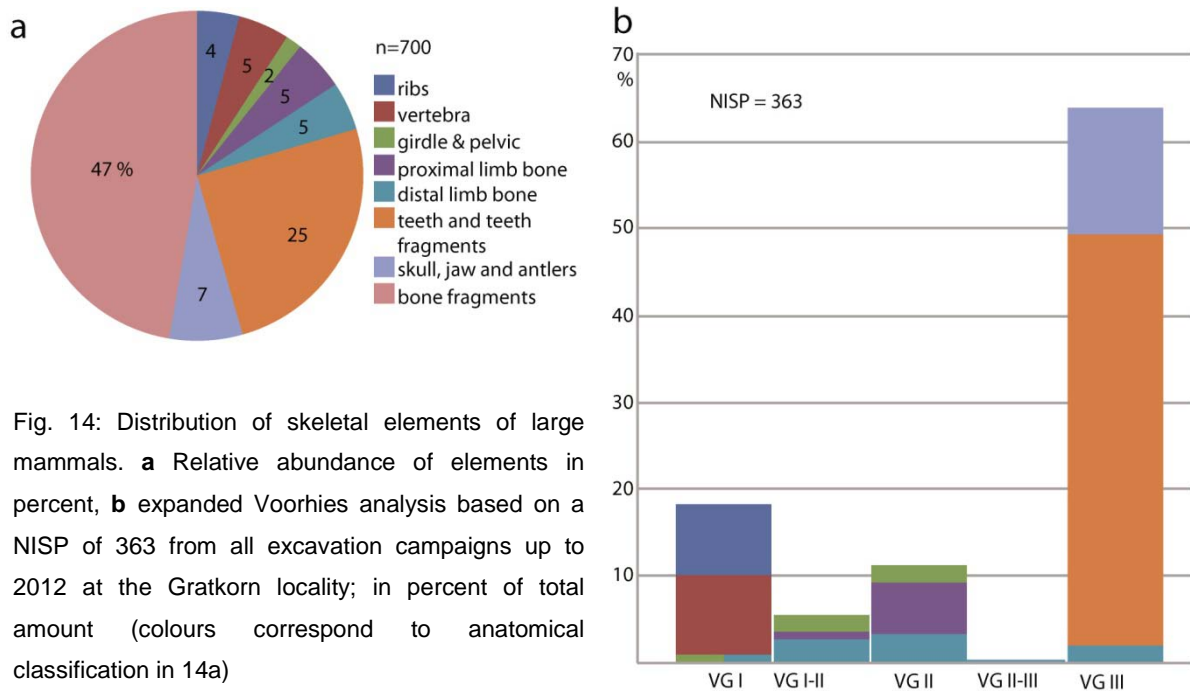 a
n=700
4
5
2
5
5
25
7
47 %
ribs
vertebra
girdle & pelvic
proximal limb bone
distal limb bone
teeth and teeth
fragments
skull, jaw and antlers
bone fragments
Fig. 14: Distribution of skeletal elements of large
mammals. a Relative abundance of elements in
percent, b expanded Voorhies analysis based on a
NISP of 363 from all excavation campaigns up to
2012 at the Gratkorn locality; in percent of total
amount (colours correspond to anatomical
classification in 14a)
b
70
%
NISP = 363
60
50
40
30
20
10
VG I VG I-II VG II VG II-III VG III